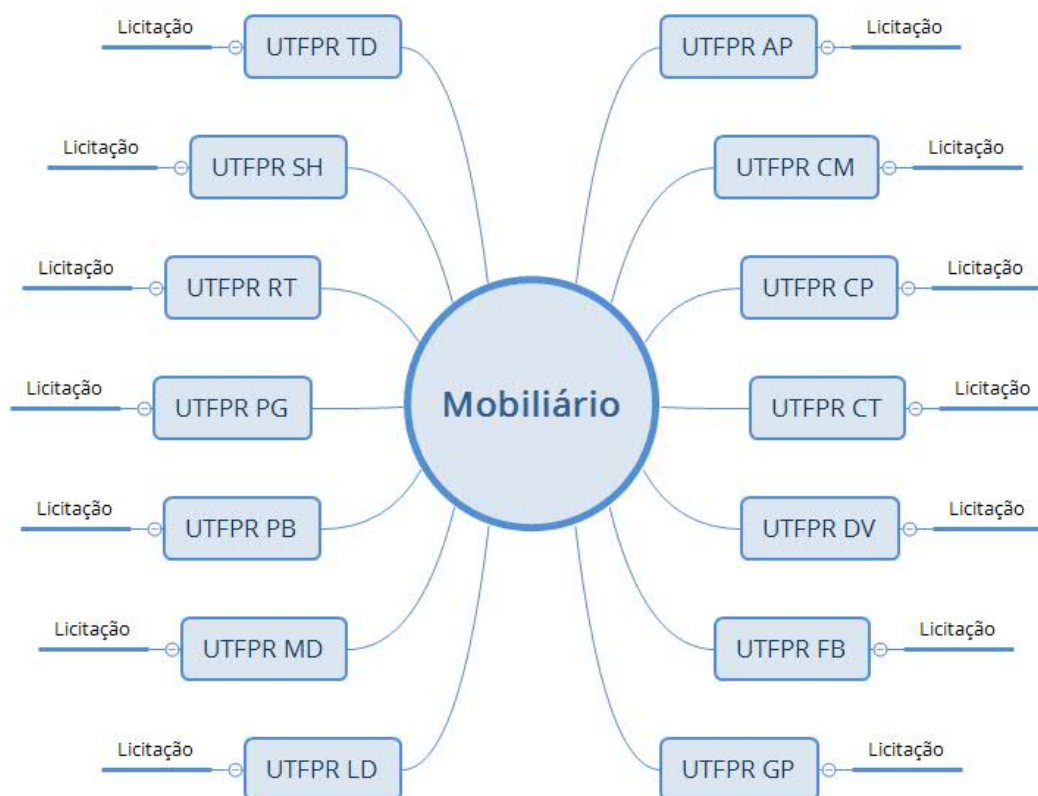 Licitação
UTFPR TD
UTFPR AP
Licitação
Licitação
UTFPR SH
UTFPR CM
Licitação
Licitação
UTFPR RT
UTFPR CP
Licitação
Licitação
UTFPR PG
Mobiliário
UTFPR CT
Licitação
Licitação
UTFPR PB
UTFPR DV
Licitação
Licitação
UTFPR MD
UTFPR FB
Licitação
Licitação
UTFPR LD
UTFPR GP
Licitação